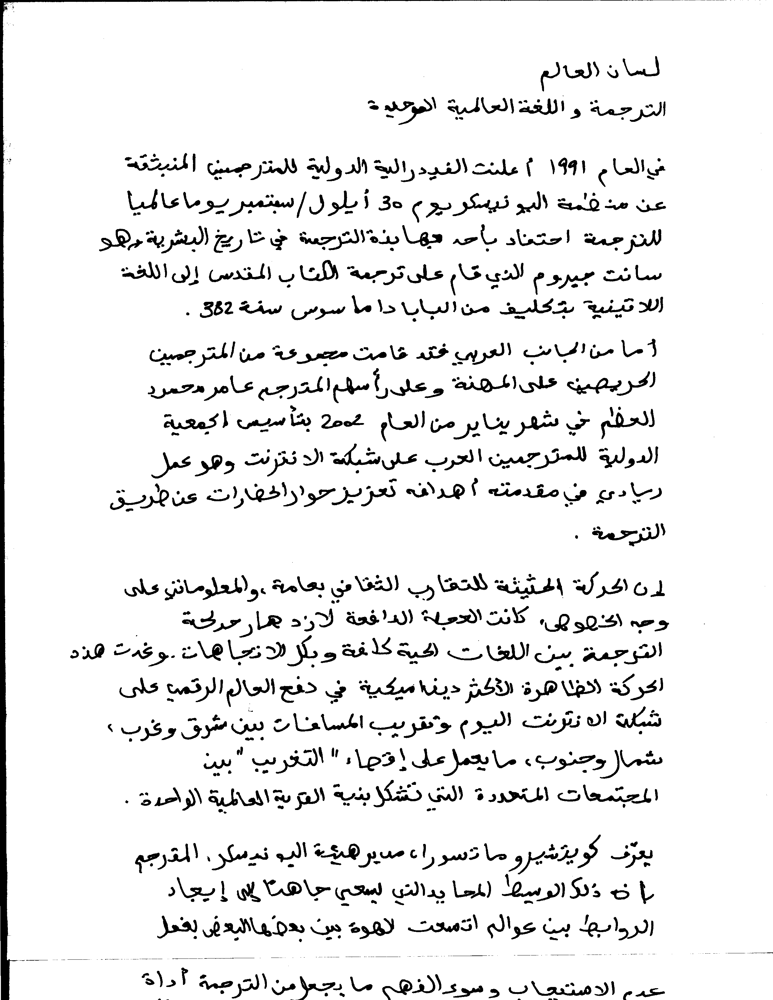 لسان العالم
الترجمة و اللغة العالمية الموحدة
في العام 1991 أعلنت الفيدرالية الدولية للمترجمين المنبثقة
عن منظمة اليونيسكو يوم 30 أيلول/سبتمبر يوما عالميا
للترجمة احتفاد بأحد جهابذة الترجمة في تاريخ البشرية وهو
سانت جيروم الذي قام على ترجمة الكتاب المقدس إلى اللغة
اللاتينية بتكليف من البابا داماسوس سنة 382 .
أما من الجانب العربي فقد قامت مجموعة من المترجمين
الحريصين على المهنة وعلى رأسهم المترجم عامر محمود
العظم في شهر يناير من العام 2002 بتأسيس الجمعية
الدولية للمترجمين العرب على شبكة الانترنت وهو عمل
ريادي في مقدمته أهدافه تعزيز حوار الحضارات عن طريق
الترجمة .
إن الحركة الحثيثة للتقارب الثقافي بعامة ، والمعلوماتي على
وجه الخصوص، كانت العجلة الدافعة لازدهار حركة
الترجمة بين اللغات الحية كافة وبكل الاتجاهات. وغدت هذه
الحركة الظاهرة الأكثر ديناميكية في دفع العالم الرقمي على
شبكة الانترنت اليوم وتقريب المسافات بين شرق وغرب ،
شمال وجنوب ، ما يعمل على إقصاء " التغريب " بين
المجتمعات المتعددة التي تشكل بنية القرية العالمية الواحدة .
يعرّف كويتشيرو ماتسورا، مدير هيئة اليونيسكو، المترجم
بأنه ذلك الوسيط المحايد الذي يسعى جاهدًا إلى إيجاد
الروابط بين عوالم اتسعت الهوة بين بعضها البعض بفعل
عدم الاستيعاب وسوء الفهم ما يجعل من الترجمة أداة